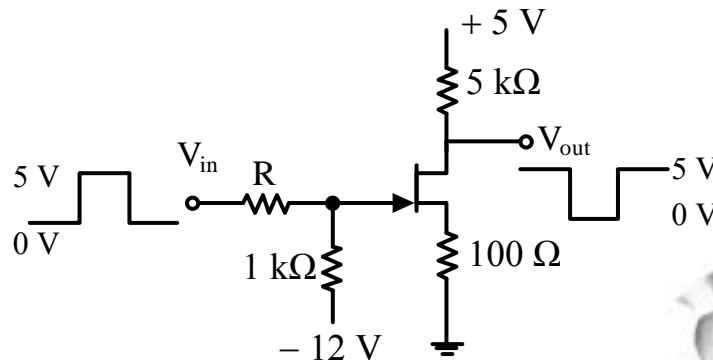 + 5 V
5 kΩ
V_in
R
V_out
5 V
0 V
5 V
0 V
1 kΩ
100 Ω
− 12 V